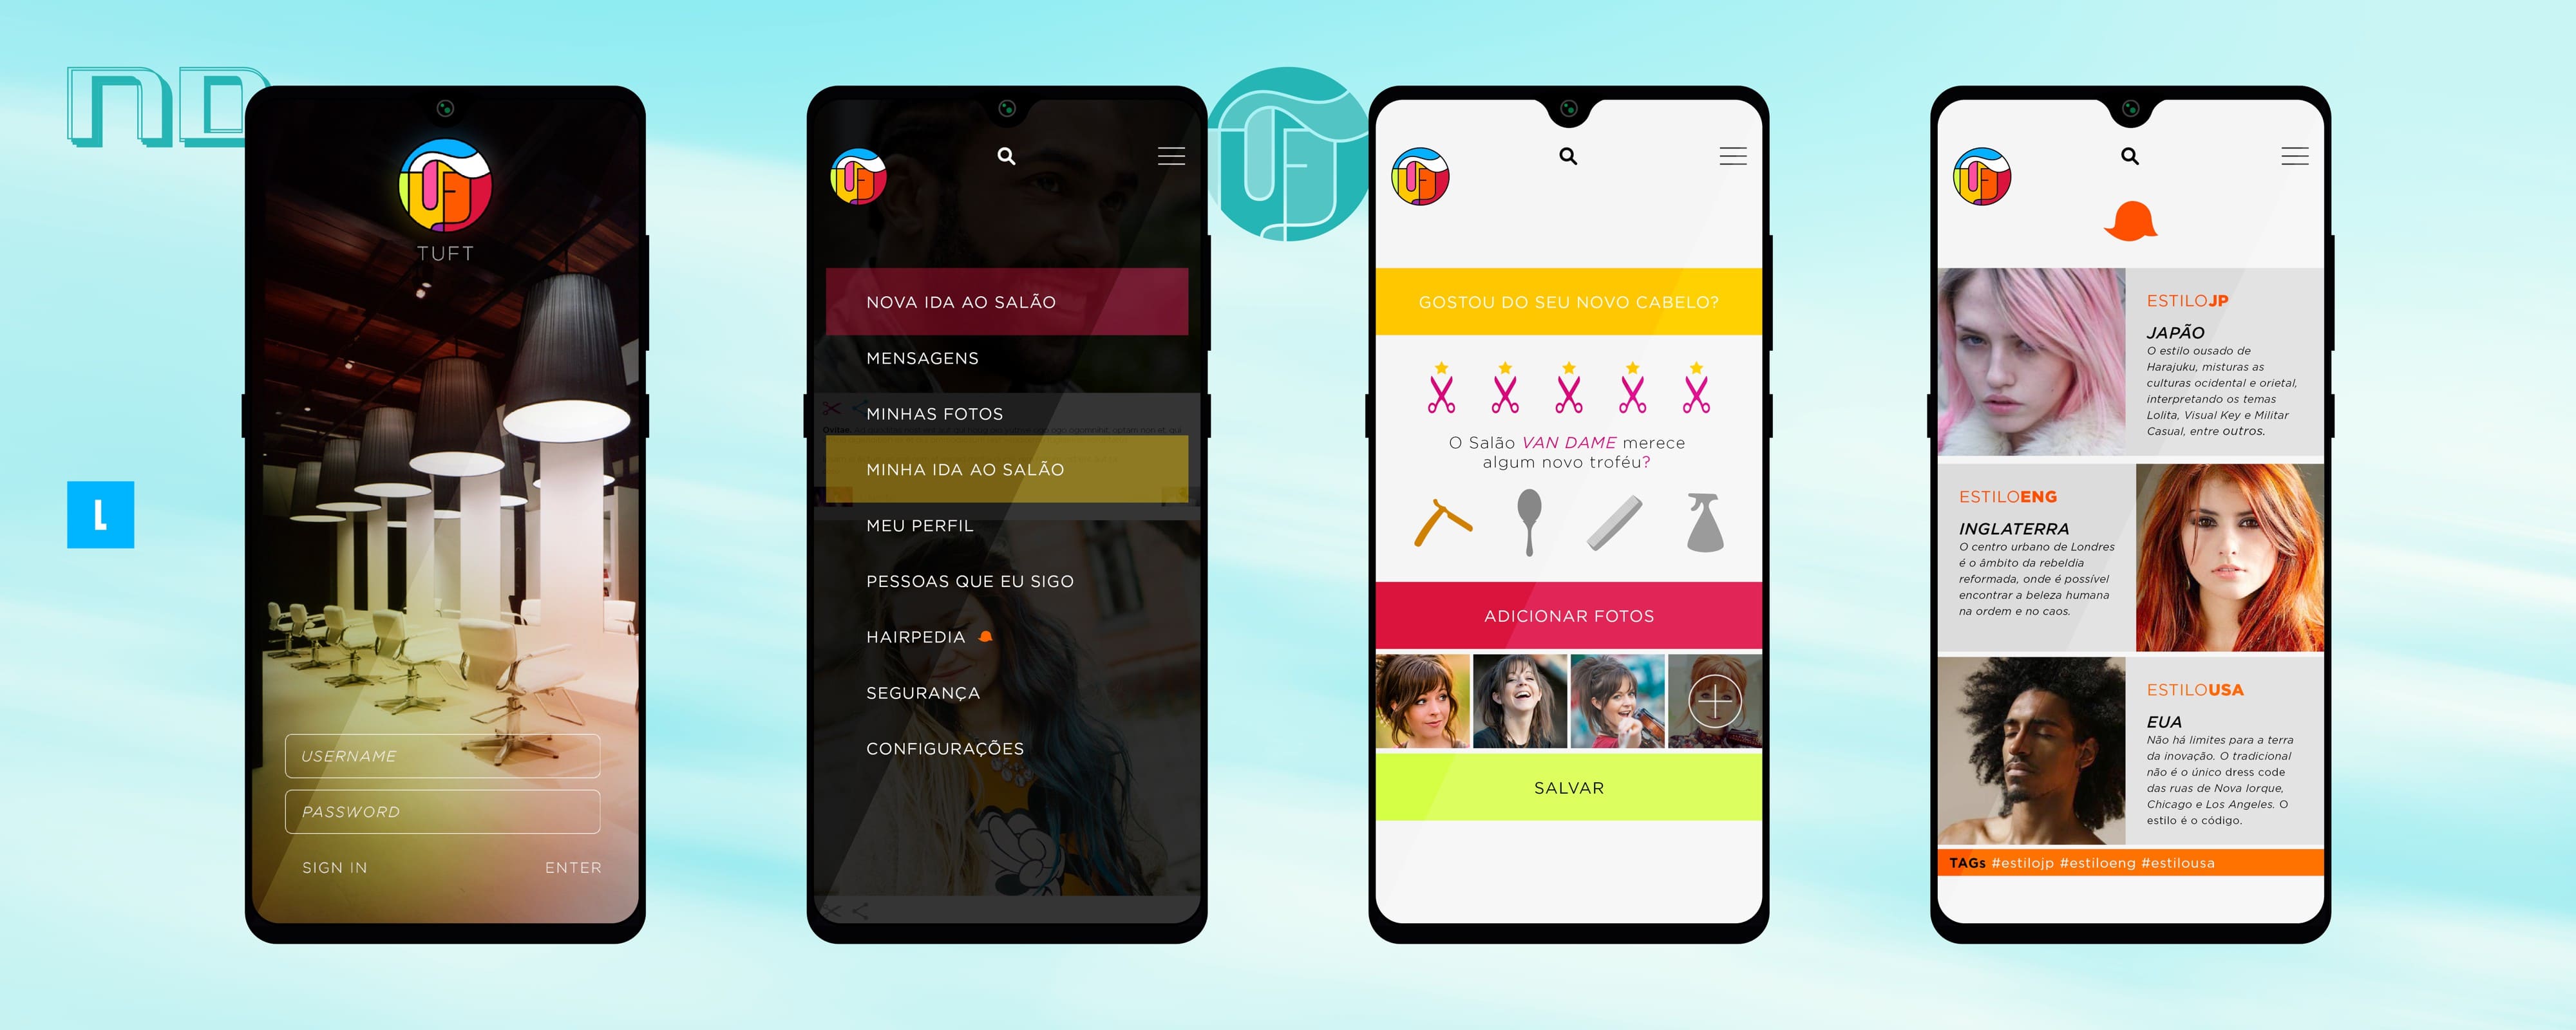 ND
L
TUFT
USERNAME
PASSWORD
SIGN IN
ENTER
NOVA IDA AO SALÃO
MENSAGENS
MINHAS FOTOS
MINHA IDA AO SALÃO
MEU PERFIL
PESSOAS QUE EU SIGO
HAIRPEDIA
SEGURANÇA
CONFIGURAÇÕES
GOSTOU DO SEU NOVO CABELO?
O Salão VAN DAME merece
algum novo troféu?
ADICIONAR FOTOS
SALVAR
ESTILOJP
JAPÃO
O estilo ousado de
Harajuku, misturas as
culturas ocidental e orietal,
interpretando os temas
Lolita, Visual Key e Militar
Casual, entre outros.
ESTILOENG
INGLATERRA
O centro urbano de Londres
é o âmbito da rebeldia
reformada, onde é possível
encontrar a beleza humana
na ordem e no caos.
ESTILOUSA
EUA
Não há limites para a terra
da inovação. O tradicional
não é o único dress code
das ruas de Nova Iorque,
Chicago e Los Angeles. O
estilo é o código.
TAGs #estilojp #estiloeng #estilousa